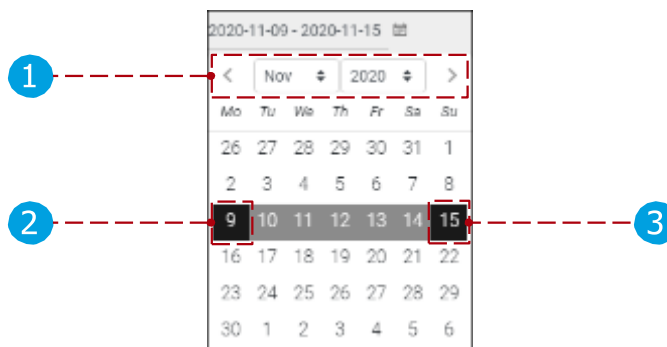 2020-11-09 - 2020-11-15
1
< Nov 2020 >
Mo Tu We Th Fr Sa Su
26 27 28 29 30 31 1
2 3 4 5 6 7 8
2
9 10 11 12 13 14 15
3
16 17 18 19 20 21 22
23 24 25 26 27 28 29
30 1 2 3 4 5 6